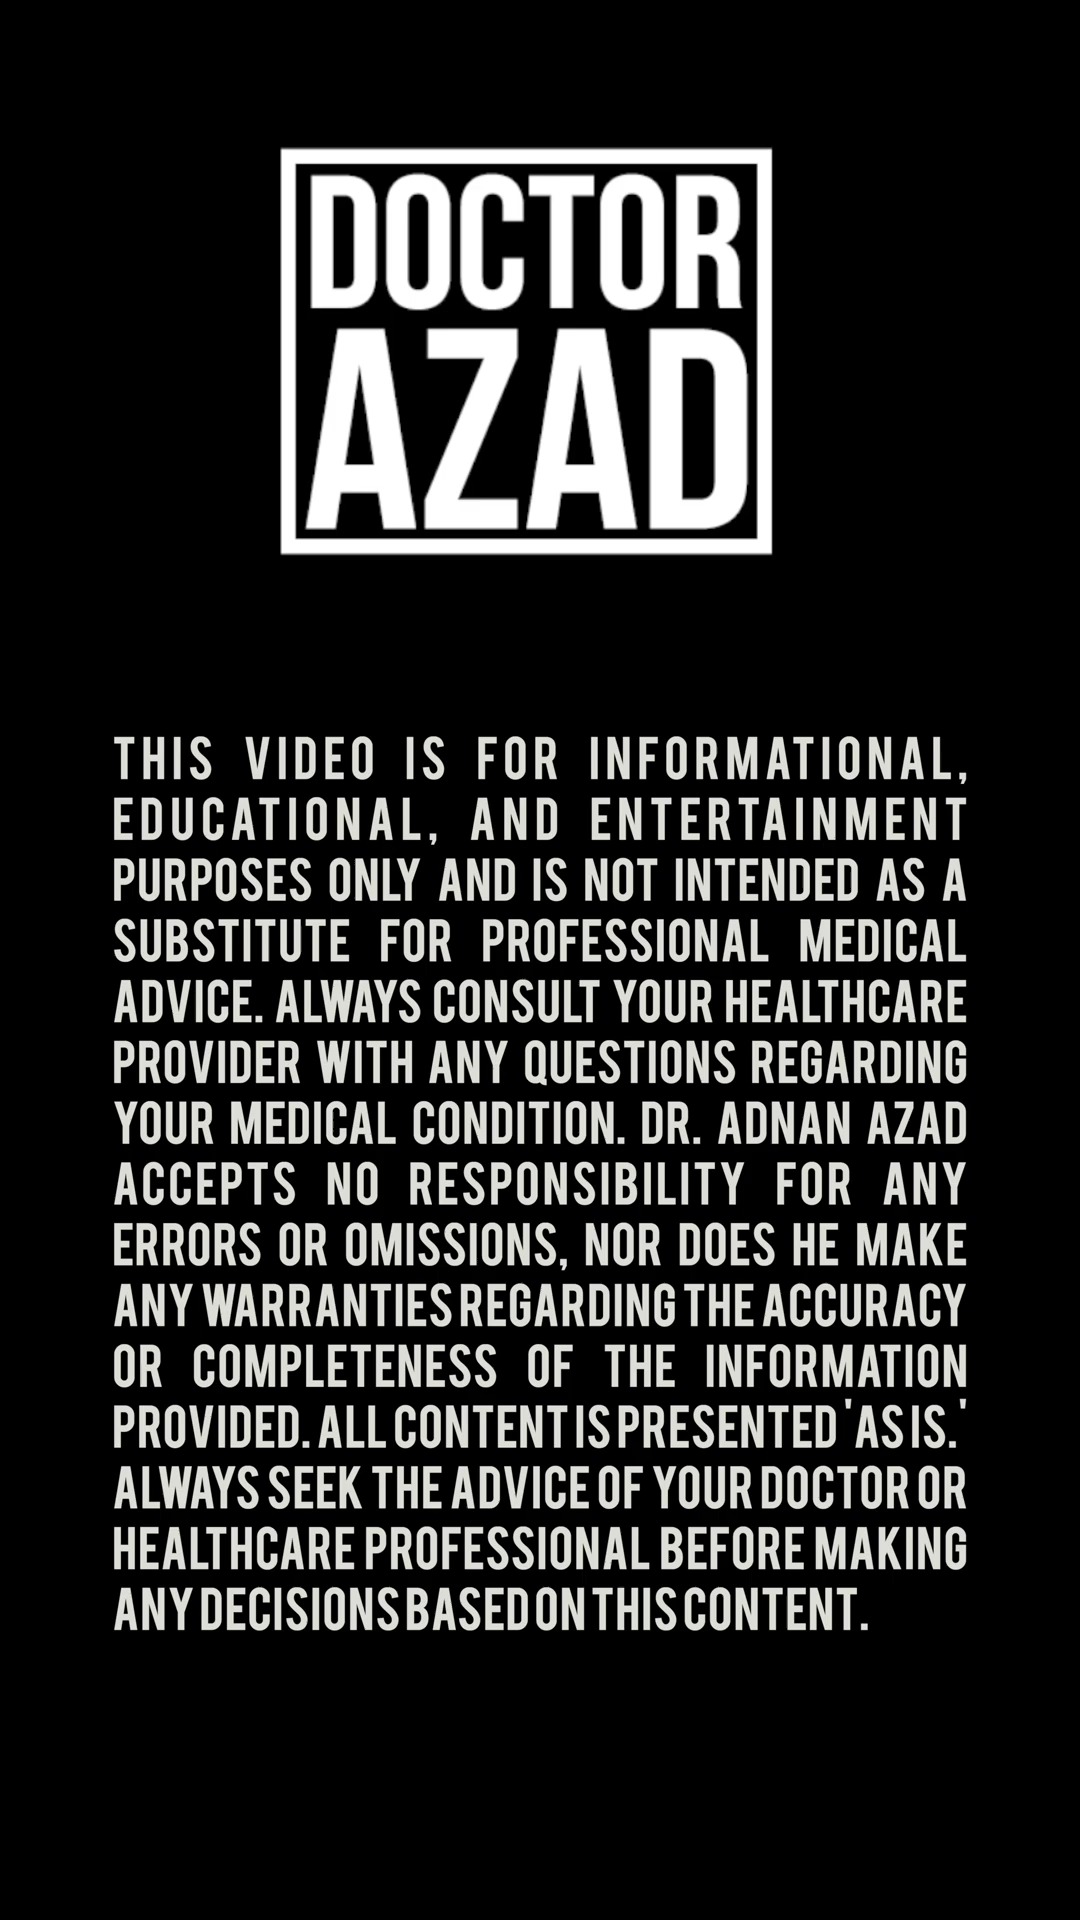 DOCTOR
AZAD
THIS VIDEO IS FOR INFORMATIONAL,
EDUCATIONAL, AND ENTERTAINMENT
PURPOSES ONLY AND IS NOT INTENDED AS A
SUBSTITUTE FOR PROFESSIONAL MEDICAL
ADVICE. ALWAYS CONSULT YOUR HEALTHCARE
PROVIDER WITH ANY QUESTIONS REGARDING
YOUR MEDICAL CONDITION. DR. ADNAN AZAD
ACCEPTS NO RESPONSIBILITY FOR ANY
ERRORS OR OMISSIONS, NOR DOES HE MAKE
ANY WARRANTIES REGARDING THE ACCURACY
OR COMPLETENESS OF THE INFORMATION
PROVIDED. ALL CONTENT IS PRESENTED 'AS IS.'
ALWAYS SEEK THE ADVICE OF YOUR DOCTOR OR
HEALTHCARE PROFESSIONAL BEFORE MAKING
ANY DECISIONS BASED ON THIS CONTENT.